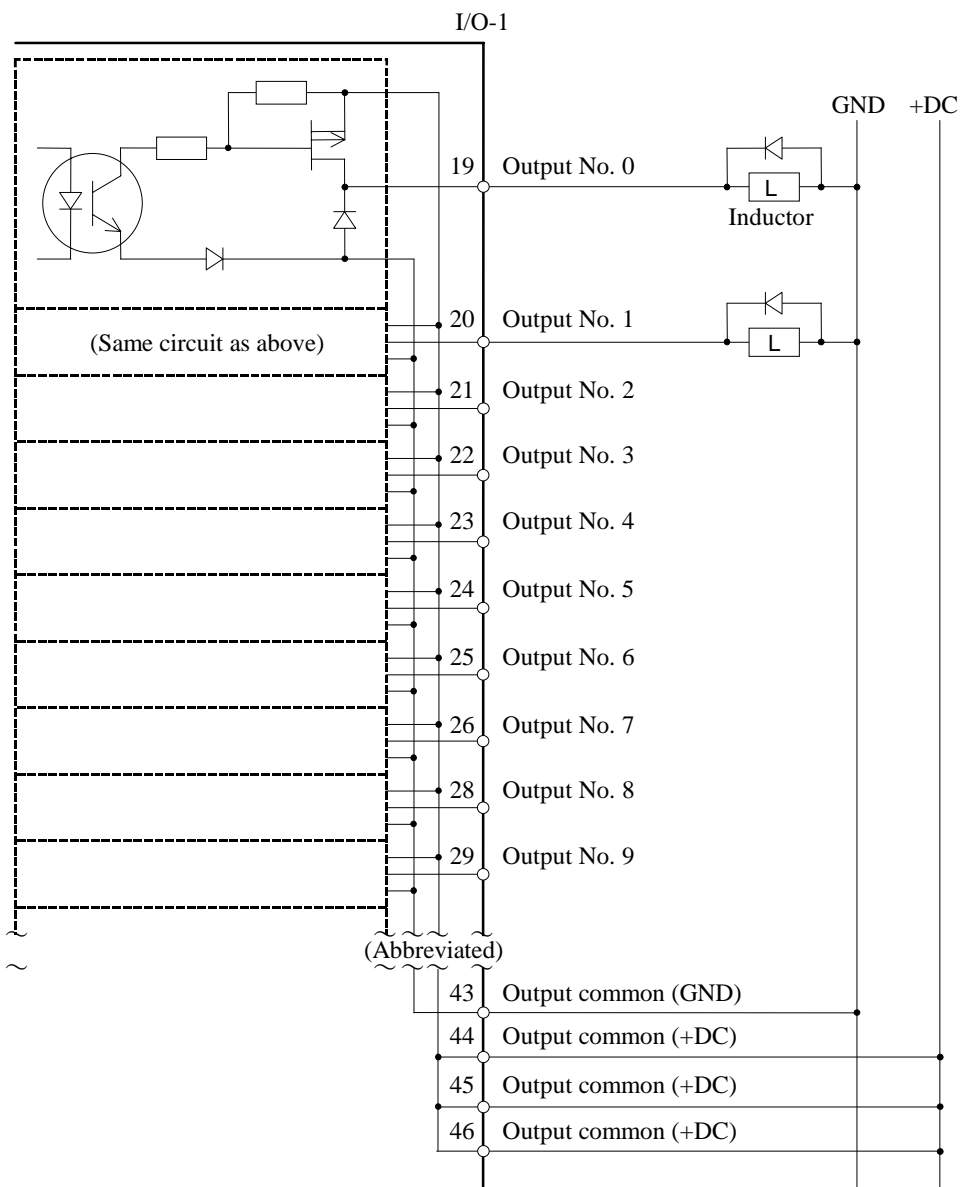 I/O-1
GND +DC
19 Output No. 0
L
Inductor
20 Output No. 1
(Same circuit as above)
L
21 Output No. 2
22 Output No. 3
23 Output No. 4
24 Output No. 5
25 Output No. 6
26 Output No. 7
28 Output No. 8
29 Output No. 9
(Abbreviated)
43 Output common (GND)
44 Output common (+DC)
45 Output common (+DC)
46 Output common (+DC)